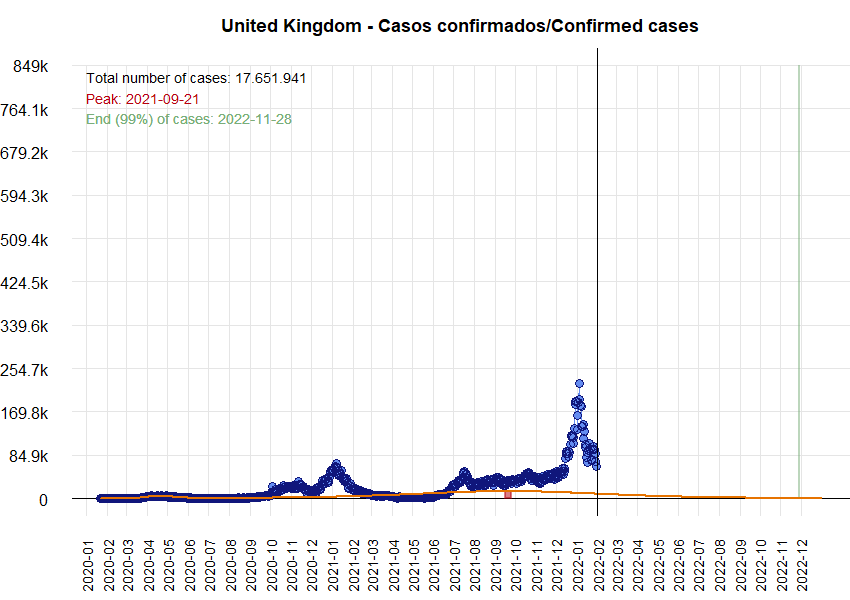 United Kingdom - Casos confirmados/Confirmed cases
849k
764.1k
679.2k
594.3k
509.4k
424.5k
339.6k
254.7k
169.8k
84.9k
0
Total number of cases: 17.651.941
Peak: 2021-09-21
End (99%) of cases: 2022-11-28
2020-01
2020-02
2020-03
2020-04
2020-05
2020-06
2020-07
2020-08
2020-09
2020-10
2020-11
2020-12
2021-01
2021-02
2021-03
2021-04
2021-05
2021-06
2021-07
2021-08
2021-09
2021-10
2021-11
2021-12
2022-01
2022-02
2022-03
2022-04
2022-05
2022-06
2022-07
2022-08
2022-09
2022-10
2022-11
2022-12